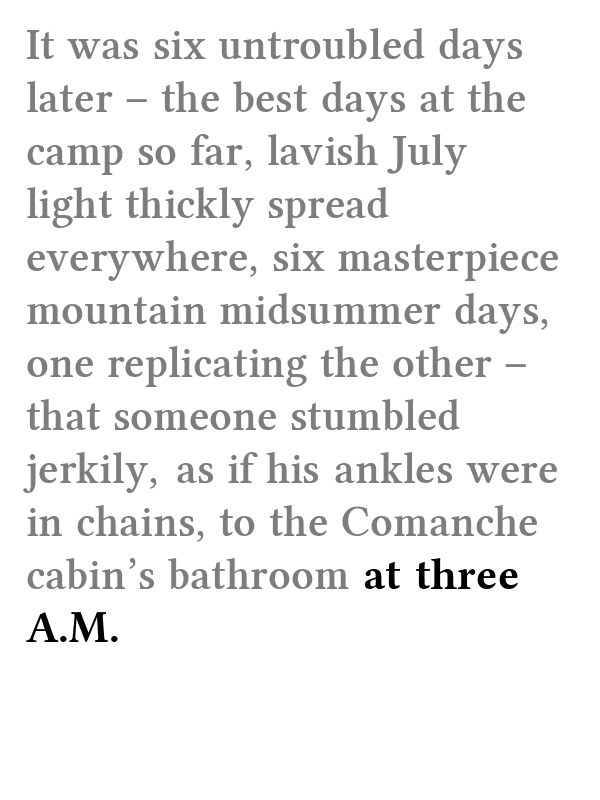 It was six untroubled days
later – the best days at the
camp so far, lavish July
light thickly spread
everywhere, six masterpiece
mountain midsummer days,
one replicating the other –
that someone stumbled
jerkily, as if his ankles were
in chains, to the Comanche
cabin’s bathroom at three
A.M.